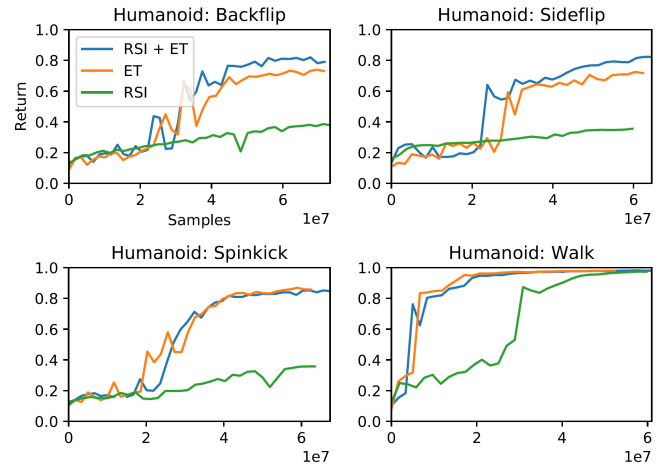 Humanoid: Backflip
1.0
0.8
0.6
0.4
0.2
0.0
Return
RSI + ET
ET
RSI
0 2 4 6
Samples 1e7
Humanoid: Sideflip
1.0
0.8
0.6
0.4
0.2
0.0
0 2 4 6
1e7
Humanoid: Spinkick
1.0
0.8
0.6
0.4
0.2
0.0
0 2 4 6
1e7
Humanoid: Walk
1.0
0.8
0.6
0.4
0.2
0.0
0 2 4 6
1e7